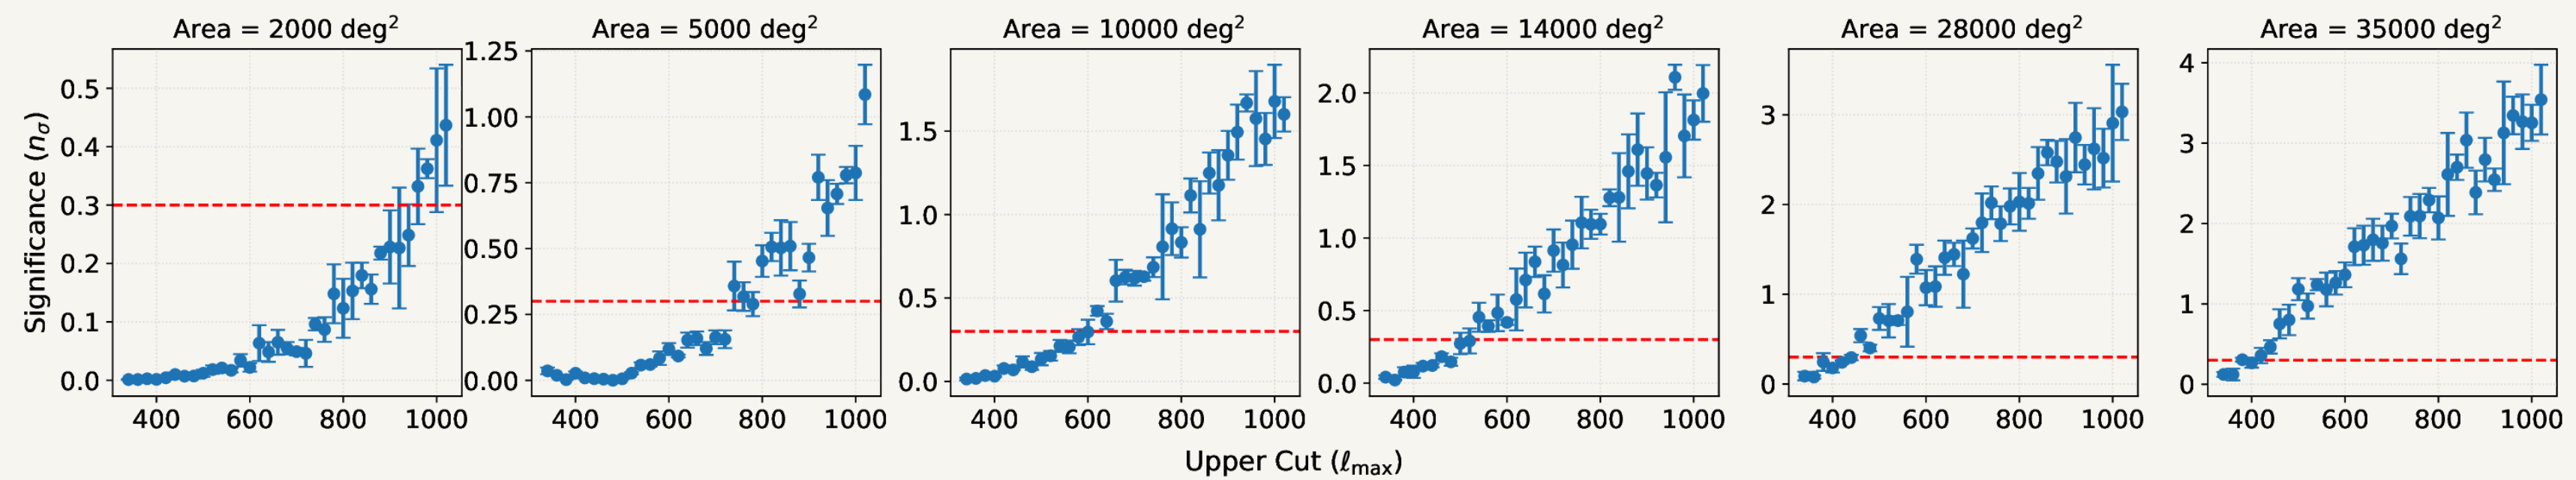 Area = 2000 deg²
Area = 5000 deg²
Area = 10000 deg²
Area = 14000 deg²
Area = 28000 deg²
Area = 35000 deg²
Significance (nσ)
0.5
0.4
0.3
0.2
0.1
0.0
1.25
1.00
0.75
0.50
0.25
0.00
1.5
1.0
0.5
0.0
2.0
1.5
1.0
0.5
0.0
3
2
1
0
4
3
2
1
0
400 600 800 1000
400 600 800 1000
400 600 800 1000
400 600 800 1000
400 600 800 1000
400 600 800 1000
Upper Cut (ℓmax)